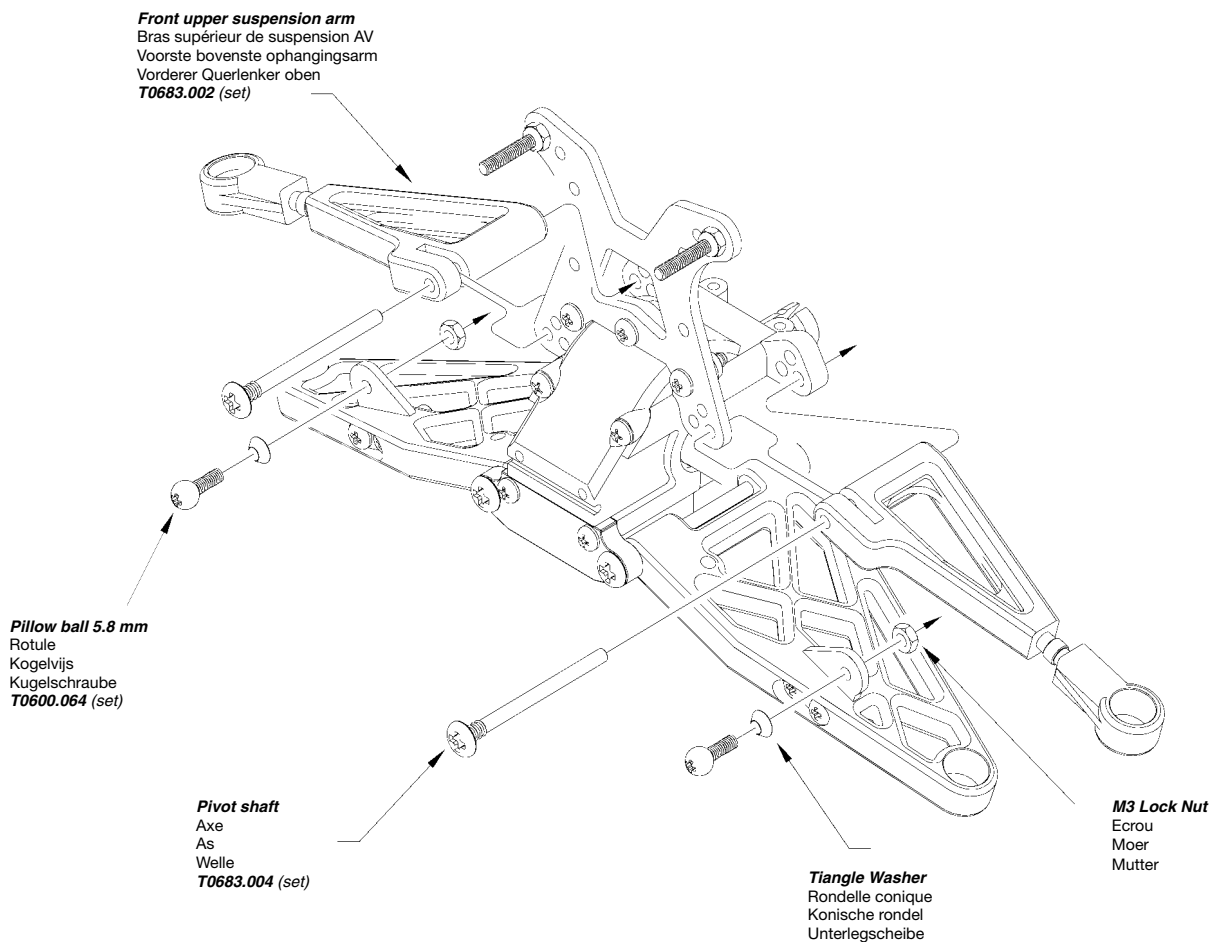 Front upper suspension arm
Bras supérieur de suspension AV
Voorste bovenste ophangingsarm
Vorderer Querlenker oben
T0683.002 (set)
Pillow ball 5.8 mm
Rotule
Kogelvijs
Kugelschraube
T0600.064 (set)
Pivot shaft
Axe
As
Welle
T0683.004 (set)
Tiangle Washer
Rondelle conique
Konische rondel
Unterlegscheibe
M3 Lock Nut
Ecrou
Moer
Mutter